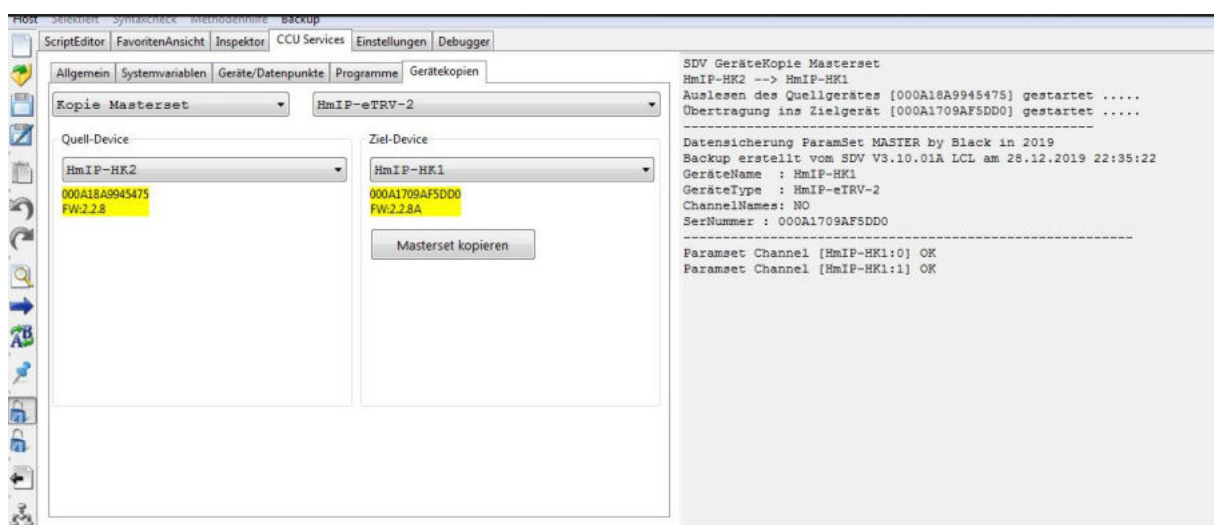 Host Selektiert Syntaxcheck Methodenhilfe Backup
ScriptEditor FavoritenAnsicht Inspektor CCU Services Einstellungen Debugger
Allgemein Systemvariablen Geräte/Datenpunkte Programme Gerätekopien
Kopie Masterset HmIP-eTRV-2
Quell-Device Ziel-Device
HmIP-HK2 HmIP-HK1
000A18A9945475 000A1709AF5DD0
FW:2.2.8 FW:2.2.8A
Masterset kopieren
SDV GeräteKopie Masterset
HmIP-HK2 --> HmIP-HK1
Auslesen des Quellgerätes [000A18A9945475] gestartet .....
Übertragung ins Zielgerät [000A1709AF5DD0] gestartet .....
----------------------------------------------------
Datensicherung ParamSet MASTER by Black in 2019
Backup erstellt vom SDV V3.10.01A LCL am 28.12.2019 22:35:22
GeräteName : HmIP-HK1
GeräteType : HmIP-eTRV-2
ChannelNames: NO
SerNummer : 000A1709AF5DD0
---------------------------------------------------------
Paramset Channel [HmIP-HK1:0] OK
Paramset Channel [HmIP-HK1:1] OK